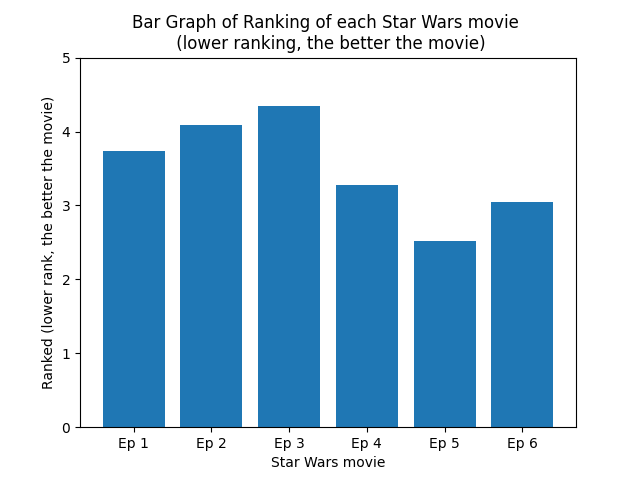 Bar Graph of Ranking of each Star Wars movie
(lower ranking, the better the movie)
Ranked (lower rank, the better the movie)
5
4
3
2
1
0
Ep 1
Ep 2
Ep 3
Ep 4
Ep 5
Ep 6
Star Wars movie